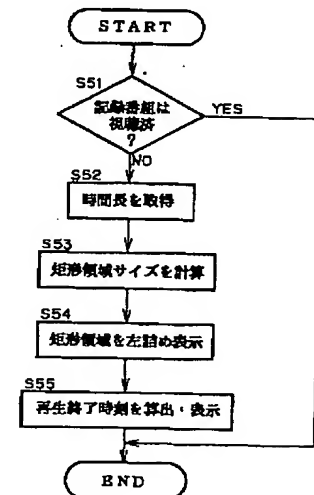 START
S51
記録番組は
視聴済
?
YES
NO
S52
時間長を取得
S53
矩形領域サイズを計算
S54
矩形領域を左詰め表示
S55
再生終了時刻を算出・表示
END